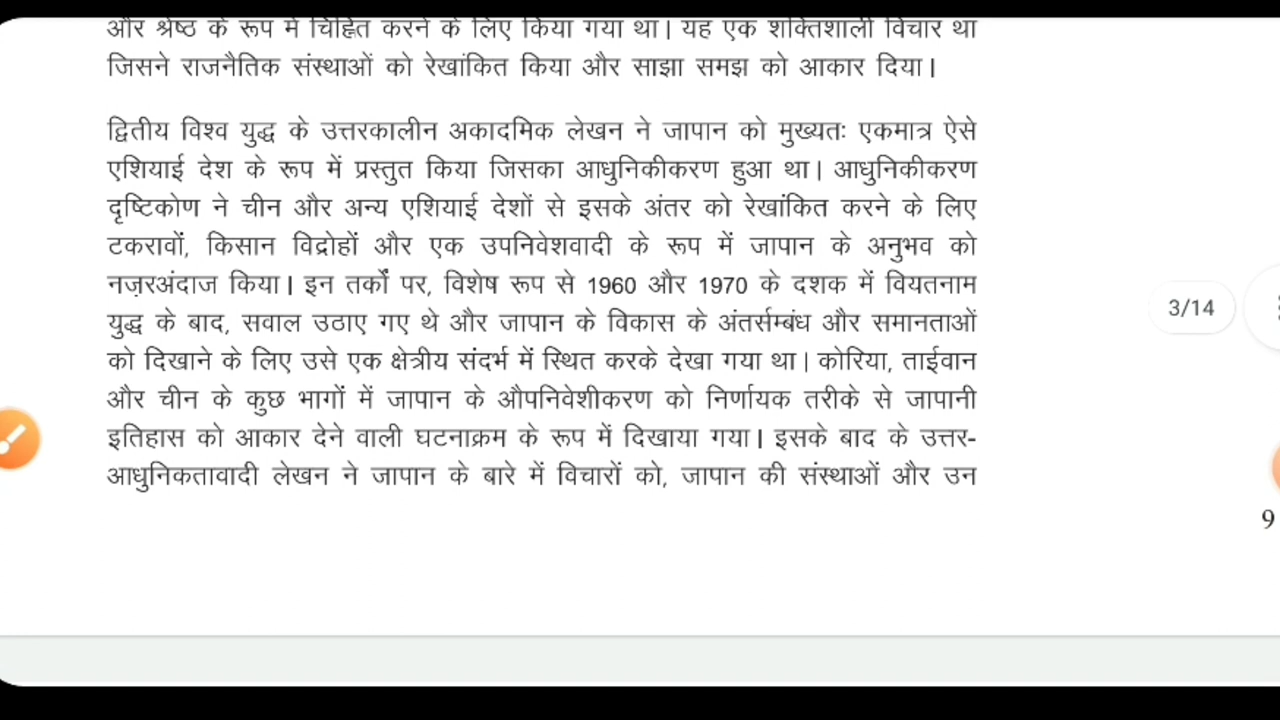 और श्रेष्ठ के रूप में चिह्नित करने के लिए किया गया था। यह एक शक्तिशाली विचार था
जिसने राजनैतिक संस्थाओं को रेखांकित किया और साझा समझ को आकार दिया।
द्वितीय विश्व युद्ध के उत्तरकालीन अकादमिक लेखन ने जापान को मुख्यतः एकमात्र ऐसे
एशियाई देश के रूप में प्रस्तुत किया जिसका आधुनिकीकरण हुआ था। आधुनिकीकरण
दृष्टिकोण ने चीन और अन्य एशियाई देशों से इसके अंतर को रेखांकित करने के लिए
टकरावों, किसान विद्रोहों और एक उपनिवेशवादी के रूप में जापान के अनुभव को
नज़रअंदाज किया। इन तर्कों पर, विशेष रूप से 1960 और 1970 के दशक में वियतनाम
युद्ध के बाद, सवाल उठाए गए थे और जापान के विकास के अंतर्सम्बंध और समानताओं
को दिखाने के लिए उसे एक क्षेत्रीय संदर्भ में स्थित करके देखा गया था। कोरिया, ताईवान
और चीन के कुछ भागों में जापान के औपनिवेशीकरण को निर्णायक तरीके से जापानी
इतिहास को आकार देने वाली घटनाक्रम के रूप में दिखाया गया। इसके बाद के उत्तर-
आधुनिकतावादी लेखन ने जापान के बारे में विचारों को, जापान की संस्थाओं और उन
3/14
9